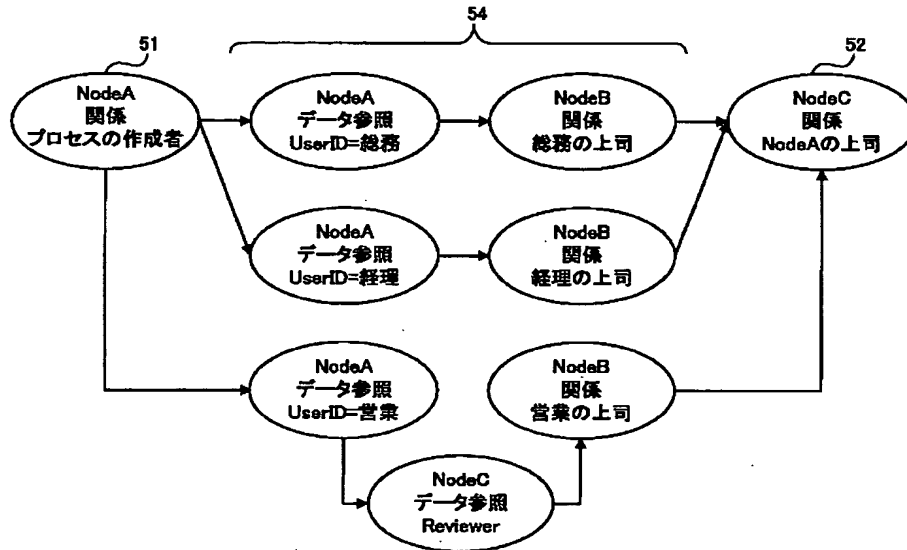 54
51
52
NodeA
関係
プロセスの作成者
NodeA
データ参照
UserID=総務
NodeB
関係
総務の上司
NodeC
関係
NodeAの上司
NodeA
データ参照
UserID=経理
NodeB
関係
経理の上司
NodeA
データ参照
UserID=営業
NodeB
関係
営業の上司
NodeC
データ参照
Reviewer